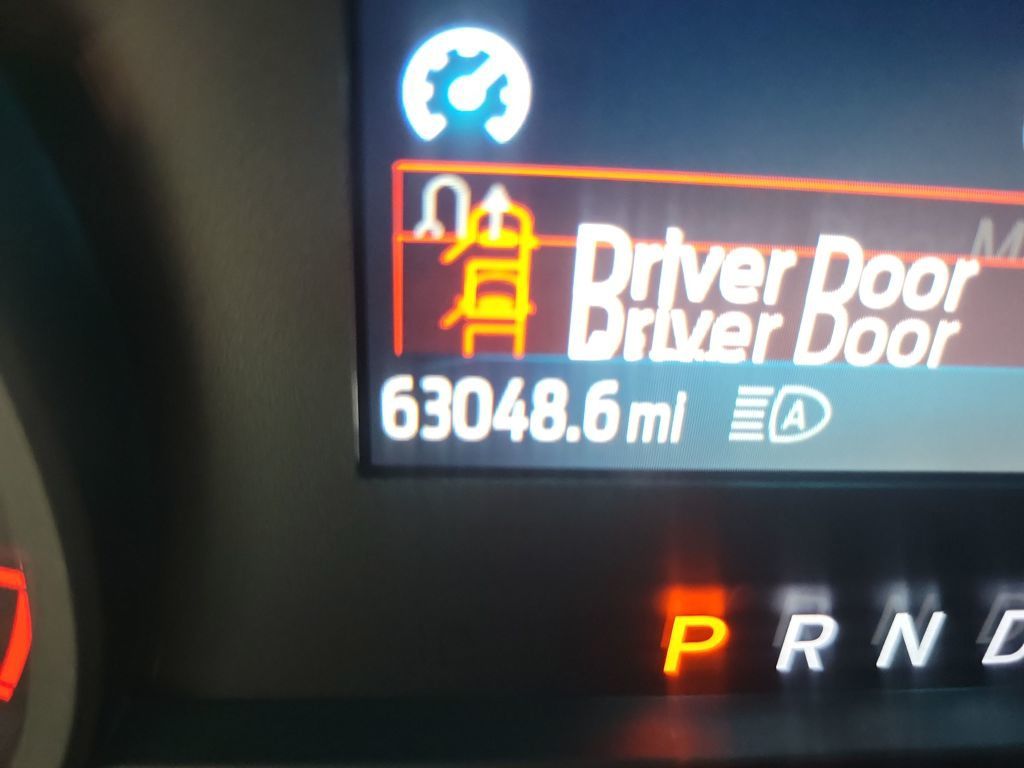 Driver Door
Driver Door
63048.6 mi A
P R N D